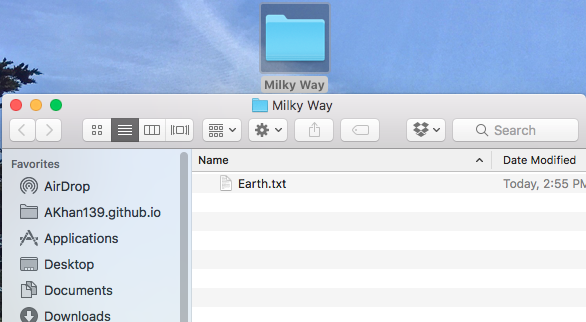 Milky Way
Milky Way
Search
Name Date Modified
Favorites
AirDrop
Earth.txt Today, 2:55 PM
AKhan139.github.io
Applications
Desktop
Documents
Downloads